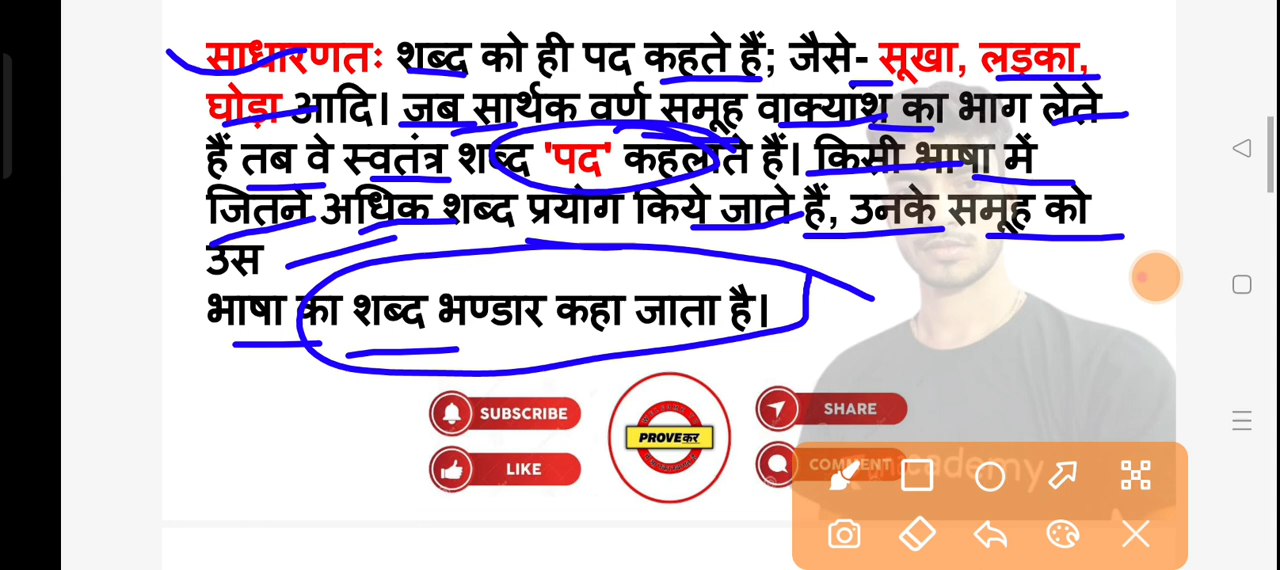 साधारणतः शब्द को ही पद कहते हैं; जैसे- सूखा, लड़का,
घोड़ा आदि। जब सार्थक वर्ण समूह वाक्यांश का भाग लेते
हैं तब वे स्वतंत्र शब्द 'पद' कहलाते हैं। किसी भाषा में
जितने अधिक शब्द प्रयोग किये जाते हैं, उनके समूह को
उस
भाषा का शब्द भण्डार कहा जाता है।
SUBSCRIBE
SHARE
PROVEकर
LIKE
COMMENT